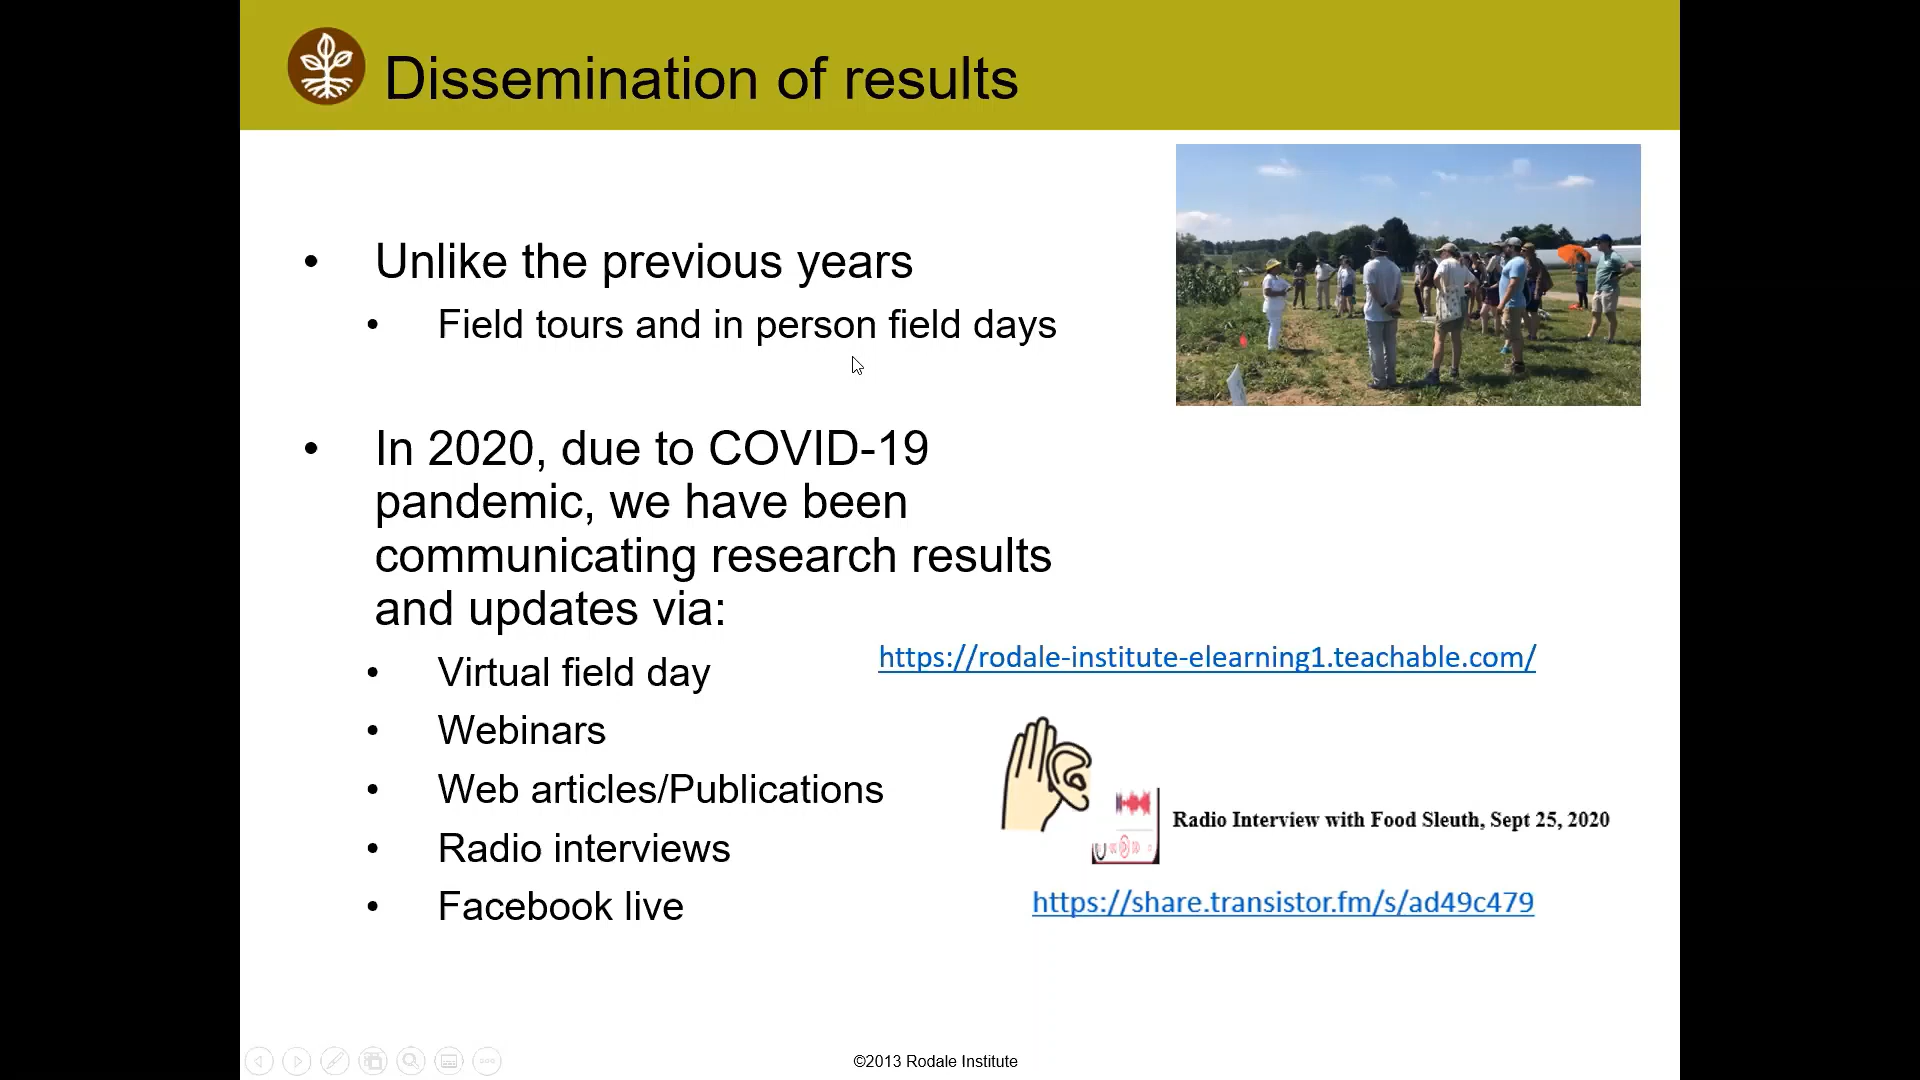 Dissemination of results
• Unlike the previous years
• Field tours and in person field days
• In 2020, due to COVID-19
pandemic, we have been
communicating research results
and updates via:
https://rodale-institute-elearning1.teachable.com/
• Virtual field day
• Webinars
• Web articles/Publications
Radio Interview with Food Sleuth, Sept 25, 2020
• Radio interviews
• Facebook live
https://share.transistor.fm/s/ad49c479
©2013 Rodale Institute